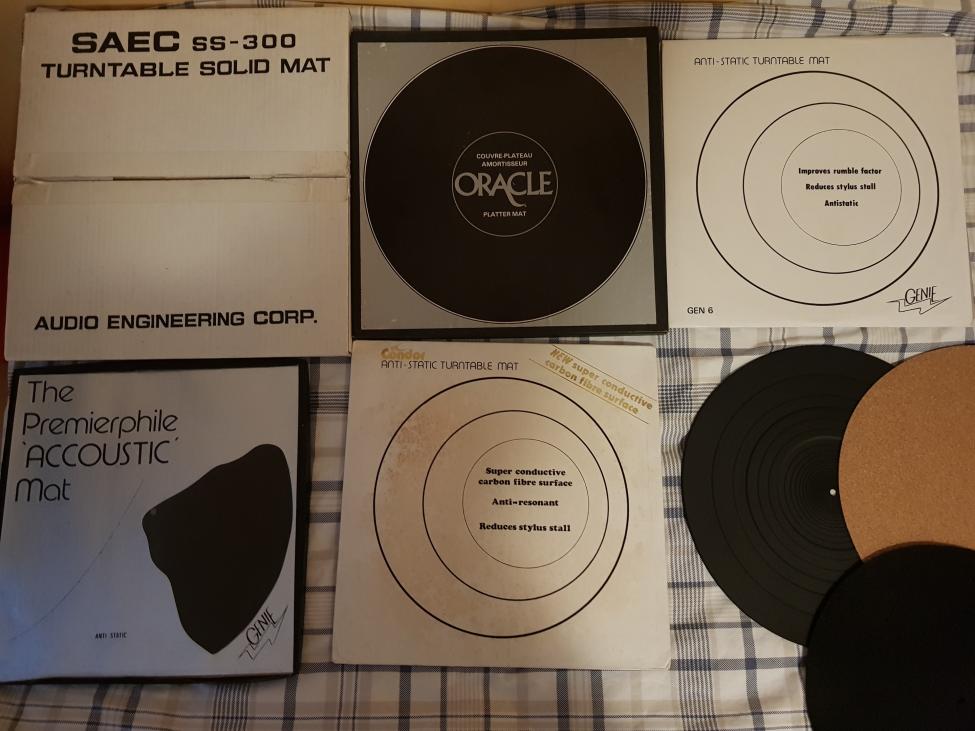 SAEC SS-300
TURNTABLE SOLID MAT
AUDIO ENGINEERING CORP.
COUVRE-PLATEAU
AMORTISSEUR
ORACLE
PLATTER MAT
ANTI-STATIC TURNTABLE MAT
Improves rumble factor
Reduces stylus stall
Antistatic
GEN 6
GENIE
The
Premierphile
'ACCOUSTIC'
Mat
ANTI STATIC
GENIE
Condor
ANTI-STATIC TURNTABLE MAT
NEW super conductive
carbon fibre surface
Super conductive
carbon fibre surface
Anti-resonant
Reduces stylus stall